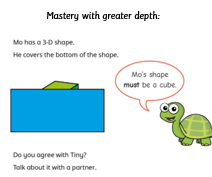 Mastery with greater depth:
Mo has a 3-D shape.
He covers the bottom of the shape.
Mo's shape
must be a cube.
Do you agree with Tiny?
Talk about it with a partner.